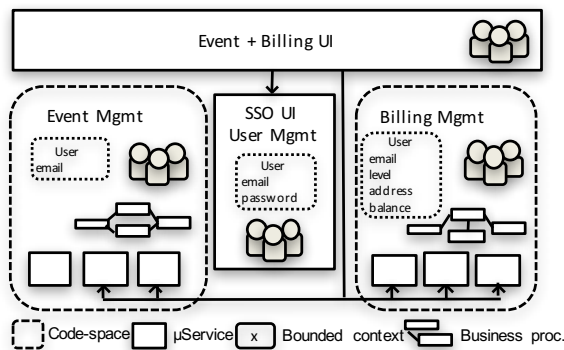 Event + Billing UI
Event Mgmt
User
email
SSO UI
User Mgmt
User
email
password
Billing Mgmt
User
email
level
address
balance
Code-space
μService
x
Bounded context
Business proc.